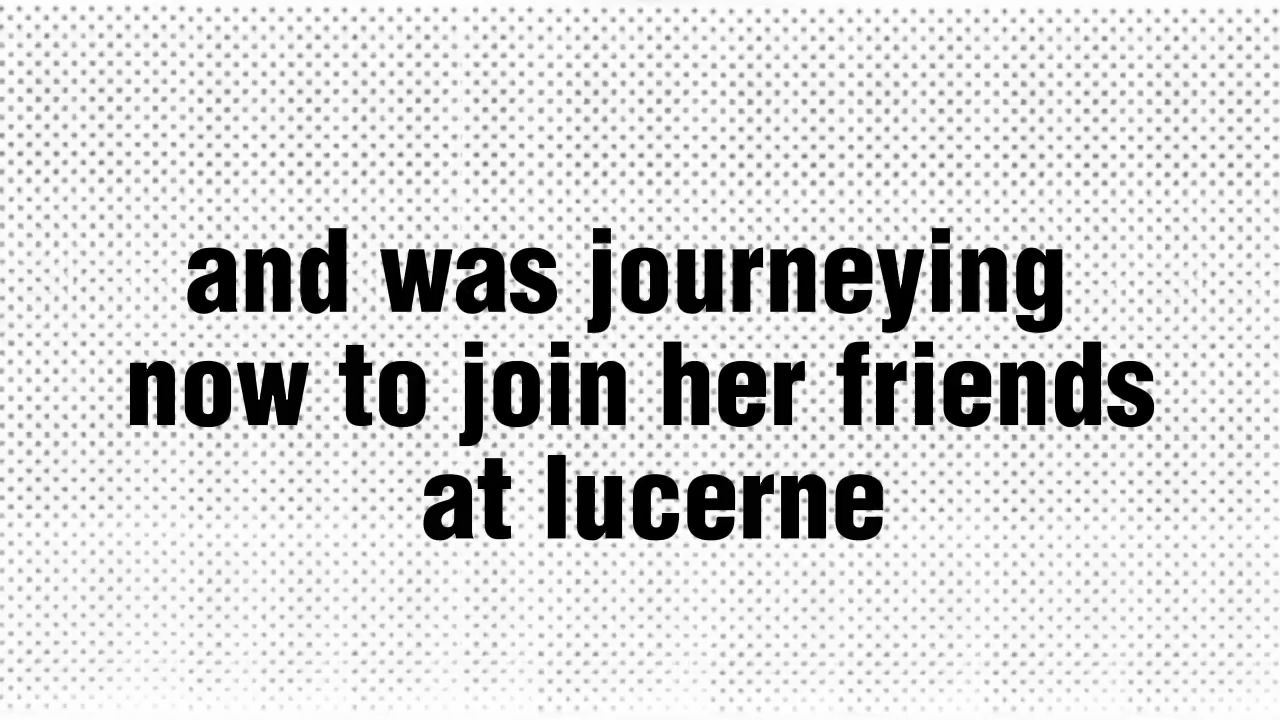 and was journeying
now to join her friends
at lucerne